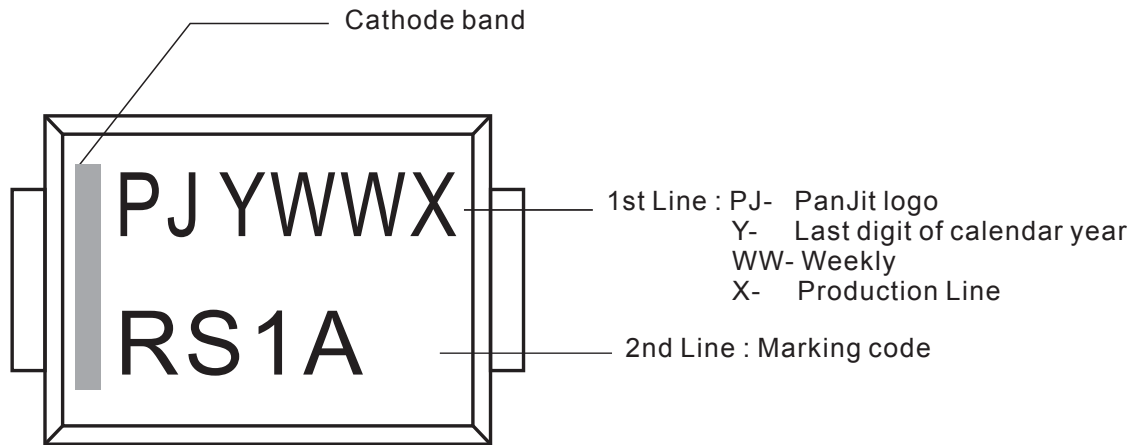 Cathode band
PJ YWWX
1st Line : PJ- PanJit logo
Y- Last digit of calendar year
WW- Weekly
X- Production Line
RS1A
2nd Line : Marking code